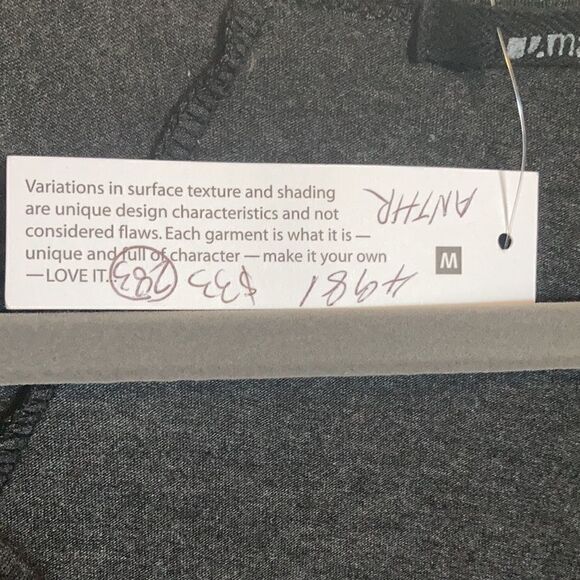 Variations in surface texture and shading
are unique design characteristics and not
considered flaws. Each garment is what it is —
unique and full of character — make it your own
—LOVE IT.
M
ANTHR
4981 $33